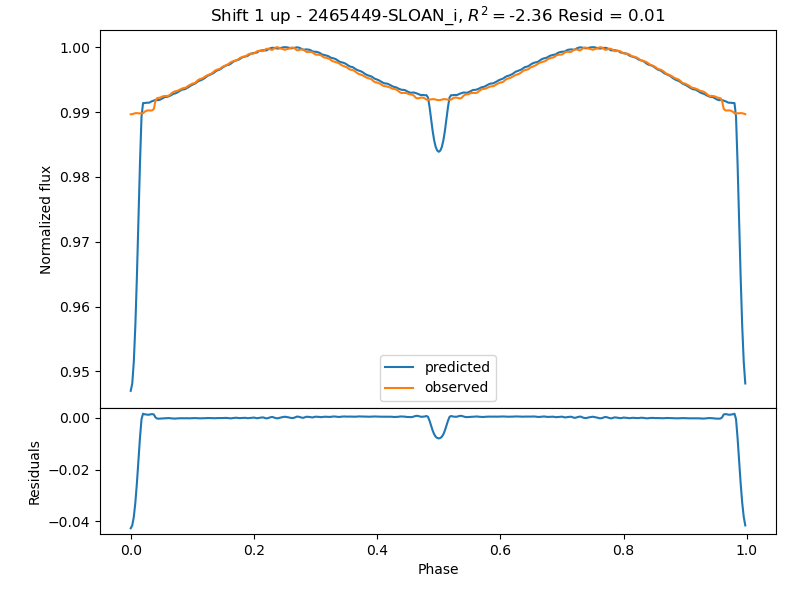 Shift 1 up - 2465449-SLOAN_i, R² = -2.36 Resid = 0.01
1.00
0.99
0.98
0.97
0.96
0.95
Normalized flux
predicted
observed
0.00
−0.02
−0.04
Residuals
0.0 0.2 0.4 0.6 0.8 1.0
Phase